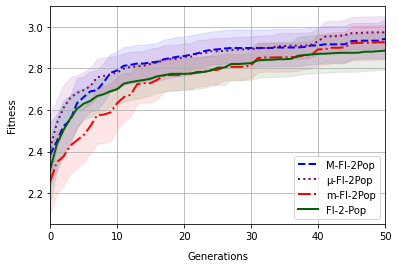 3.0
2.8
2.6
2.4
2.2
Fitness
0
10
20
30
40
50
Generations
M-FI-2Pop
μ-FI-2Pop
m-FI-2Pop
FI-2-Pop